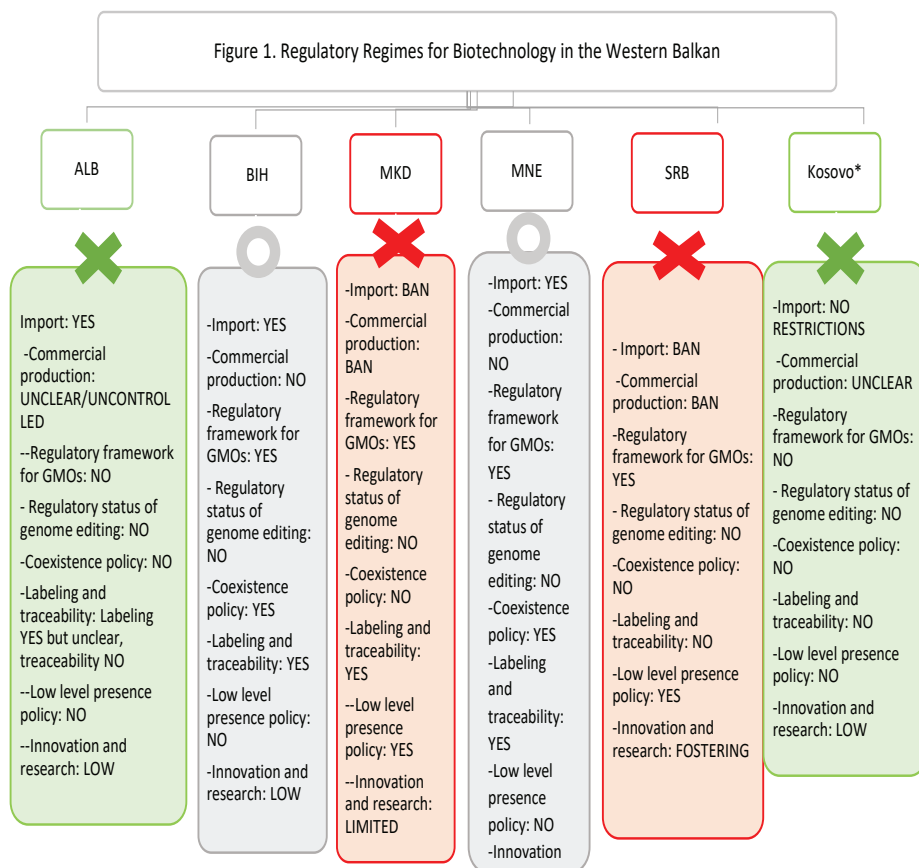 Figure 1. Regulatory Regimes for Biotechnology in the Western Balkan
ALB
Import: YES
-Commercial
production:
UNCLEAR/UNCONTROL
LED
--Regulatory framework
for GMOs: NO
- Regulatory status of
genome editing: NO
-Coexistence policy: NO
-Labeling and
traceability: Labeling
YES but unclear,
treaceability NO
--Low level presence
policy: NO
--Innovation and
research: LOW
BIH
-Import: YES
-Commercial
production: NO
-Regulatory
framework for
GMOs: YES
- Regulatory
status of
genome editing:
NO
-Coexistence
policy: YES
-Labeling and
traceability: YES
-Low level
presence policy:
NO
-Innovation and
research: LOW
MKD
-Import: BAN
-Commercial
production:
BAN
-Regulatory
framework for
GMOs: YES
- Regulatory
status of
genome
editing: NO
-Coexistence
policy: NO
-Labeling and
traceability:
YES
--Low level
presence
policy: YES
--Innovation
and research:
LIMITED
MNE
-Import: YES
-Commercial
production:
NO
-Regulatory
framework
for GMOs:
YES
- Regulatory
status of
genome
editing: NO
-Coexistence
policy: YES
-Labeling
and
traceability:
YES
-Low level
presence
policy: NO
-Innovation
SRB
- Import: BAN
-Commercial
production: BAN
-Regulatory
framework for GMOs:
YES
- Regulatory status of
genome editing: NO
-Coexistence policy:
NO
-Labeling and
traceability: NO
-Low level presence
policy: YES
-Innovation and
research: FOSTERING
Kosovo*
-Import: NO
RESTRICTIONS
-Commercial
production: UNCLEAR
-Regulatory
framework for GMOs:
NO
- Regulatory status of
genome editing: NO
-Coexistence policy:
NO
-Labeling and
traceability: NO
-Low level presence
policy: NO
-Innovation and
research: LOW